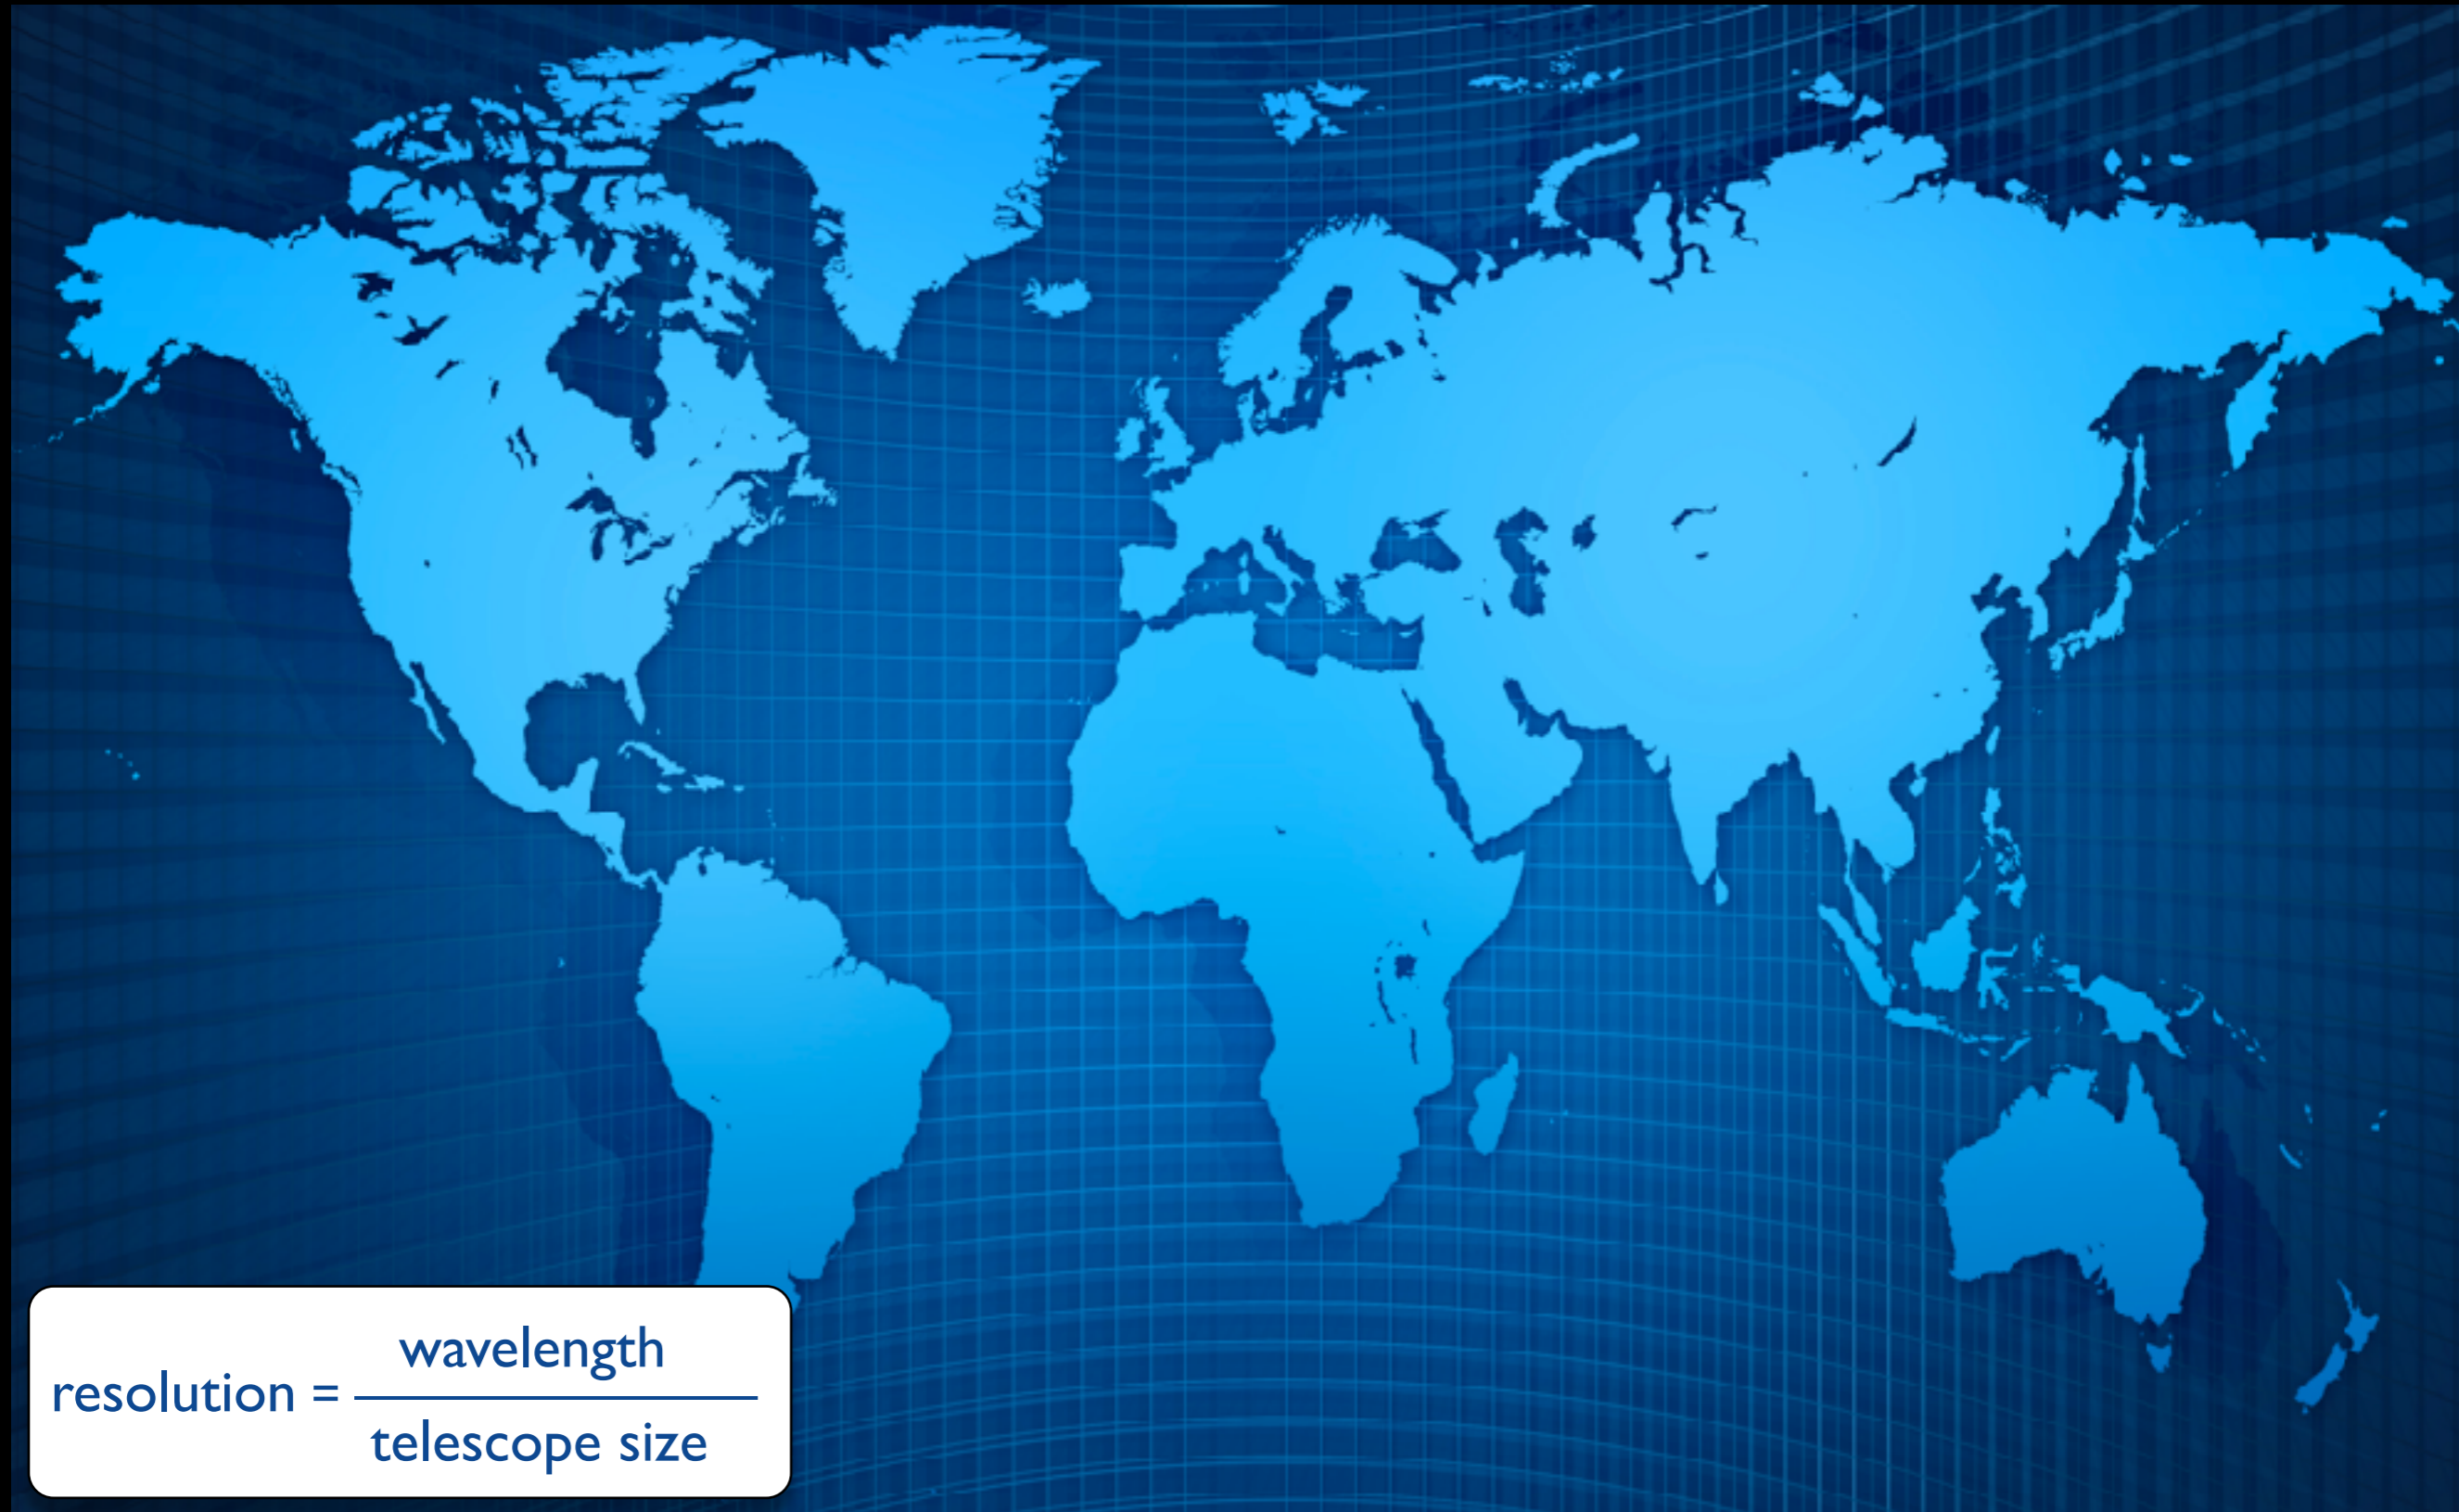 wavelength
resolution =
telescope size